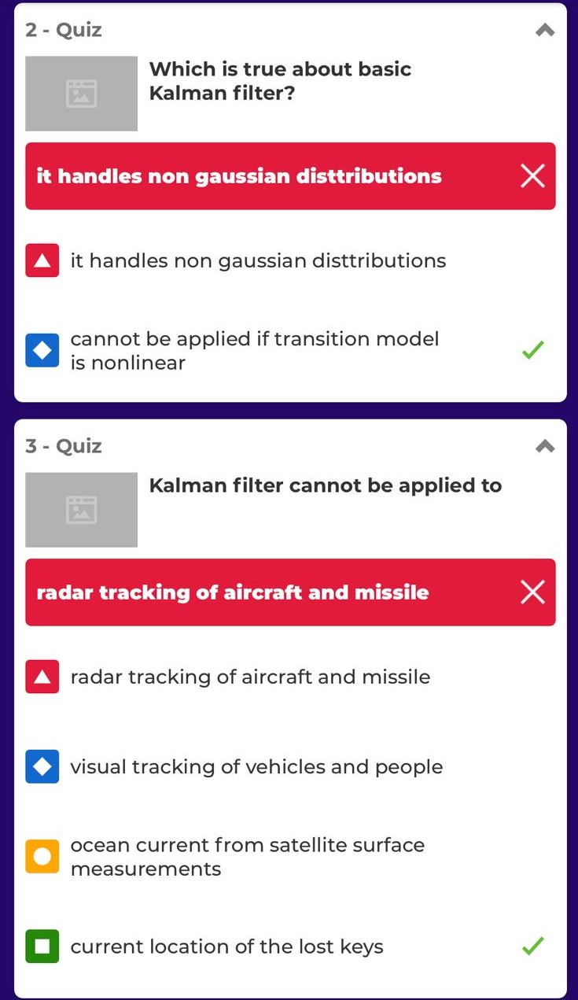 2 - Quiz
Which is true about basic
Kalman filter?
it handles non gaussian disttributions
it handles non gaussian disttributions
cannot be applied if transition model
is nonlinear
3 - Quiz
Kalman filter cannot be applied to
radar tracking of aircraft and missile
radar tracking of aircraft and missile
visual tracking of vehicles and people
ocean current from satellite surface
measurements
current location of the lost keys